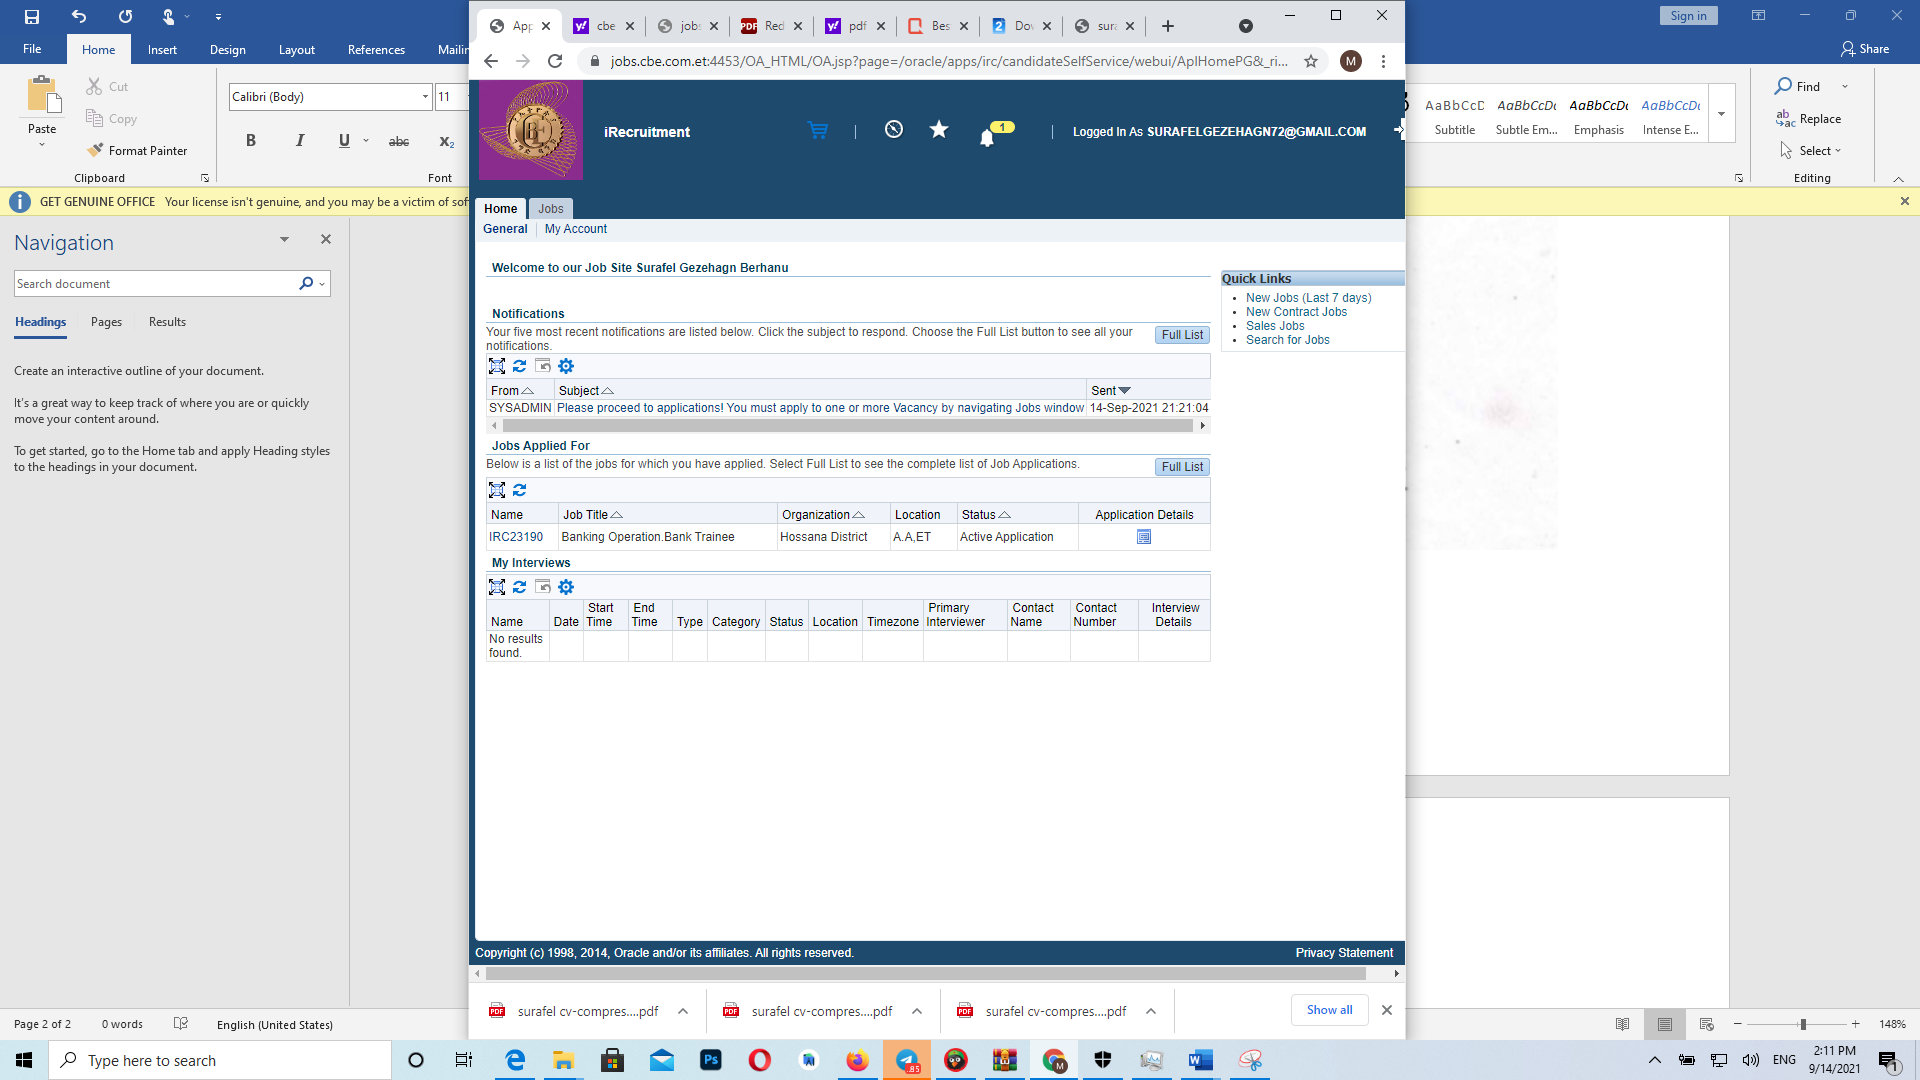 Sign in
File
Home
Insert
Design
Layout
References
Mailin
Share
Paste
Cut
Copy
Format Painter
Clipboard
Calibri (Body)
11
B
I
U
abc
X₂
Font
AaBbCcD
Subtitle
AaBbCcDc
Subtle Em...
AaBbCcDc
Emphasis
AaBbCcDc
Intense E...
Find
Replace
Select
Editing
GET GENUINE OFFICE Your license isn't genuine, and you may be a victim of sof
Navigation
Search document
Headings
Pages
Results
Create an interactive outline of your document.
It's a great way to keep track of where you are or quickly
move your content around.
To get started, go to the Home tab and apply Heading styles
to the headings in your document.
App
cbe
jobs
PDF
Red
pdf
Bes
2
Dov
sura
jobs.cbe.com.et:4453/OA_HTML/OA.jsp?page=/oracle/apps/irc/candidateSelfService/webui/AplHomePG&_ri...
M
iRecruitment
1
Logged In As SURAFELGEZEHAGN72@GMAIL.COM
Home
Jobs
General
My Account
Welcome to our Job Site Surafel Gezehagn Berhanu
Quick Links
New Jobs (Last 7 days)
New Contract Jobs
Sales Jobs
Search for Jobs
Notifications
Your five most recent notifications are listed below. Click the subject to respond. Choose the Full List button to see all your
notifications.
Full List
From
Subject
Sent
SYSADMIN Please proceed to applications! You must apply to one or more Vacancy by navigating Jobs window 14-Sep-2021 21:21:04
Jobs Applied For
Below is a list of the jobs for which you have applied. Select Full List to see the complete list of Job Applications.
Full List
Name Job Title Organization Location Status Application Details
IRC23190 Banking Operation.Bank Trainee Hossana District A.A,ET Active Application
My Interviews
Name Date Start Time End Time Type Category Status Location Timezone Primary Interviewer Contact Name Contact Number Interview Details
No results
found.
Copyright (c) 1998, 2014, Oracle and/or its affiliates. All rights reserved.
Privacy Statement
PDF
surafel cv-compres....pdf
PDF
surafel cv-compres....pdf
PDF
surafel cv-compres....pdf
Show all
Page 2 of 2
0 words
English (United States)
148%
Type here to search
Ps
.85
M
ENG
2:11 PM
9/14/2021
1